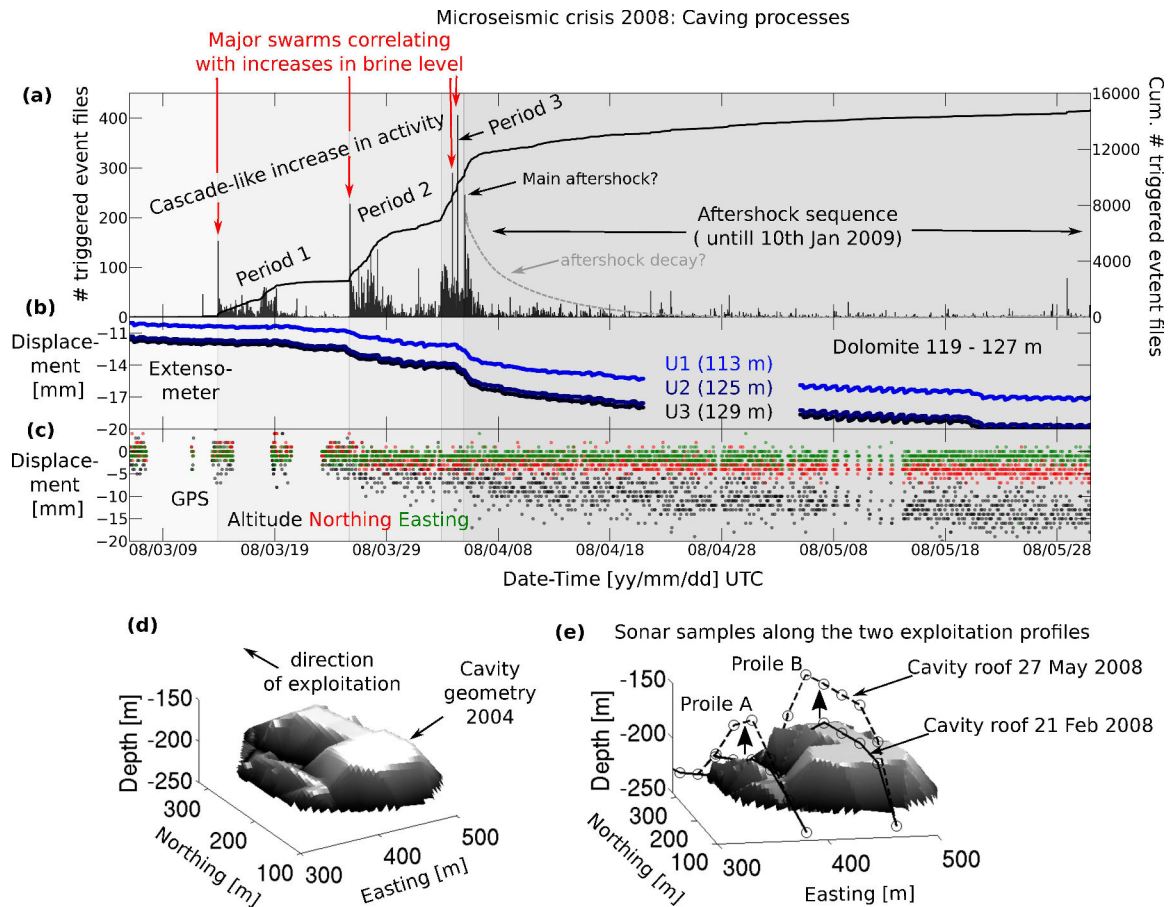 Microseismic crisis 2008: Caving processes
Major swarms correlating
with increases in brine level
(a)
# triggered event files
400
300
200
100
0
Cum. # triggered event files
16000
12000
8000
4000
0
Cascade-like increase in activity
Period 1
Period 2
Period 3
Main aftershock?
Aftershock sequence
( untill 10th Jan 2009)
aftershock decay?
(b)
Displace-
ment
[mm]
-11
-14
-17
-20
Extenso-
meter
U1 (113 m)
U2 (125 m)
U3 (129 m)
Dolomite 119 - 127 m
(c)
Displace-
ment
[mm]
0
-5
-10
-15
-20
GPS
Altitude Northing Easting
08/03/09 08/03/19 08/03/29 08/04/08 08/04/18 08/04/28 08/05/08 08/05/18 08/05/28
Date-Time [yy/mm/dd] UTC
(d)
direction
of exploitation
Cavity
geometry
2004
Depth [m]
-150
-200
-250
300
200
100
Northing [m]
300
400
500
Easting [m]
(e)
Sonar samples along the two exploitation profiles
Proile B
Proile A
Cavity roof 27 May 2008
Cavity roof 21 Feb 2008
Depth [m]
-150
-200
-250
300
200
100
Northing [m]
300
400
500
Easting [m]